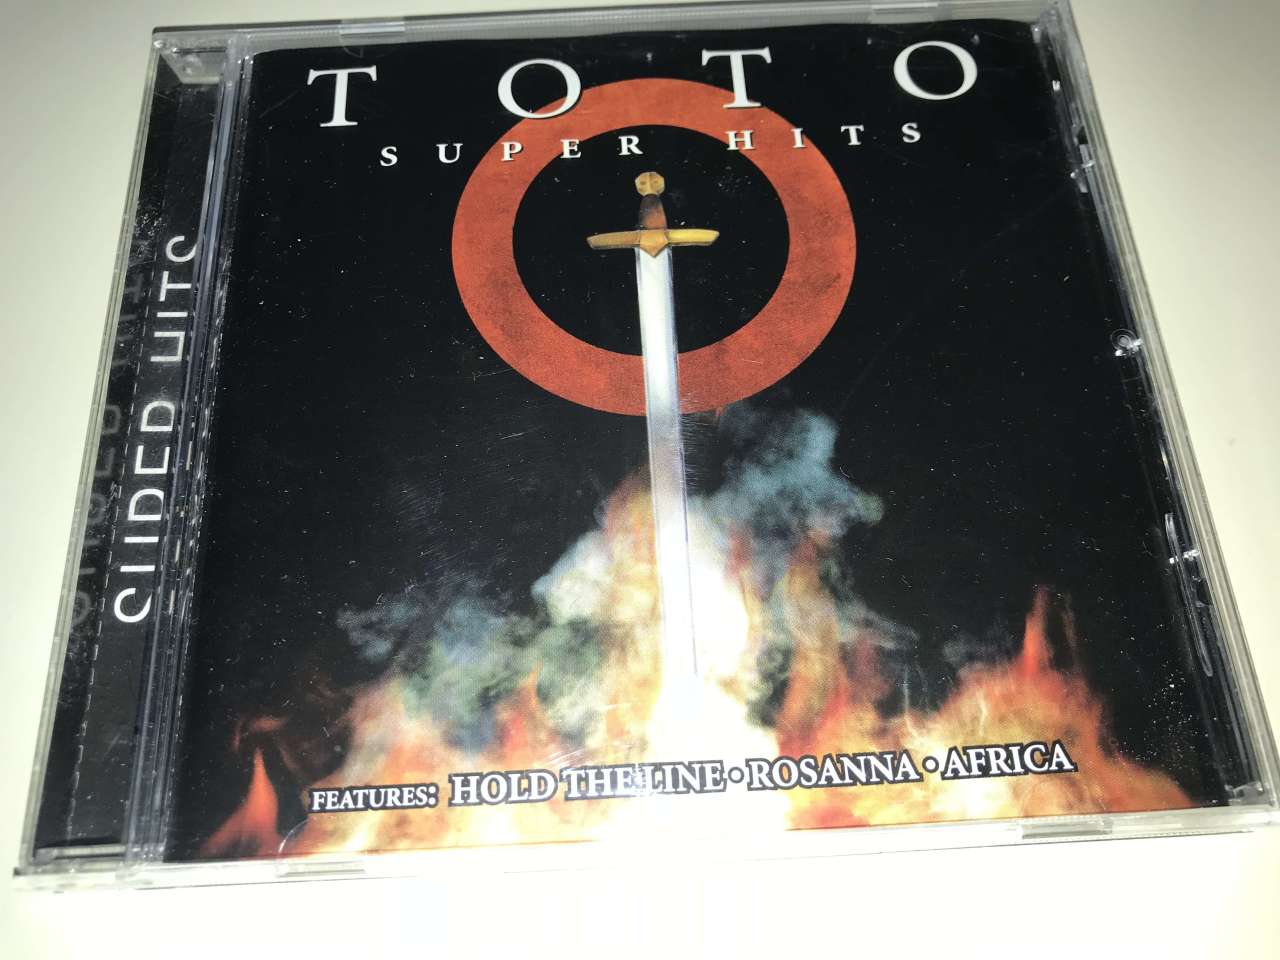 TOTO
SUPER HITS
FEATURES: HOLD THE LINE • ROSANNA • AFRICA
SUPER HITS